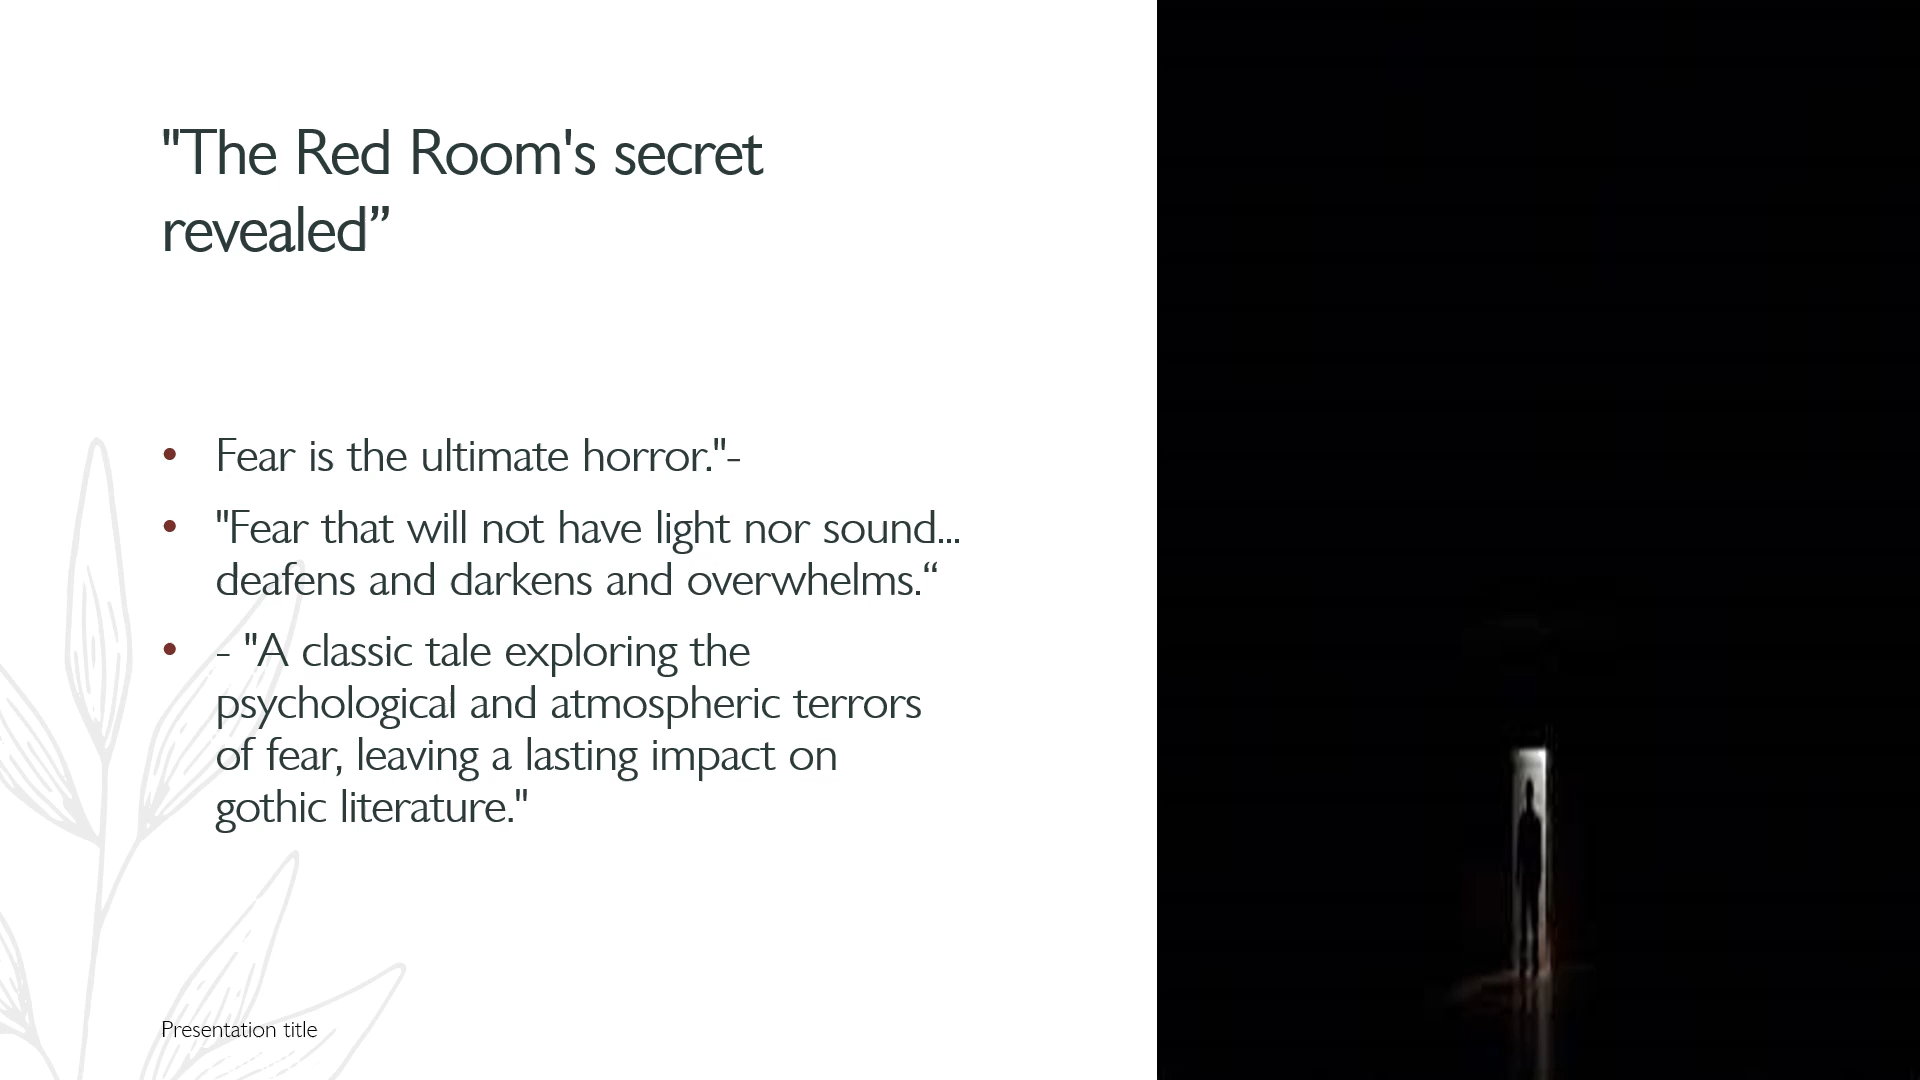 "The Red Room's secret
revealed”
• Fear is the ultimate horror."-
• "Fear that will not have light nor sound...
deafens and darkens and overwhelms.“
• - "A classic tale exploring the
psychological and atmospheric terrors
of fear, leaving a lasting impact on
gothic literature."
Presentation title